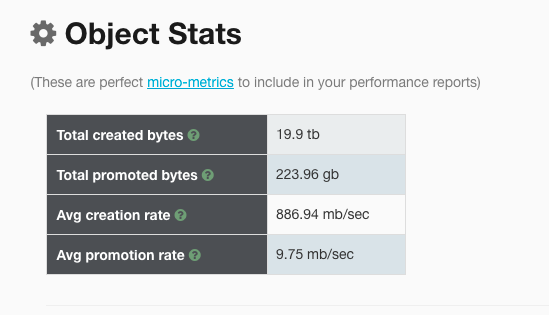 Object Stats
(These are perfect micro-metrics to include in your performance reports)
Total created bytes ? 19.9 tb
Total promoted bytes ? 223.96 gb
Avg creation rate ? 886.94 mb/sec
Avg promotion rate ? 9.75 mb/sec